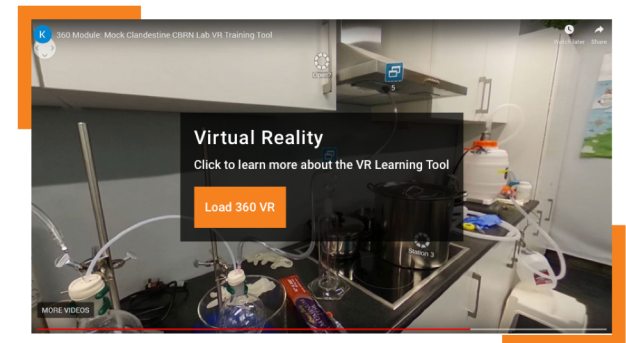 K
360 Module: Mock Clandestine CBRN Lab VR Training Tool
Watch later
Share
5
Virtual Reality
Click to learn more about the VR Learning Tool
Load 360 VR
Station 3
MORE VIDEOS